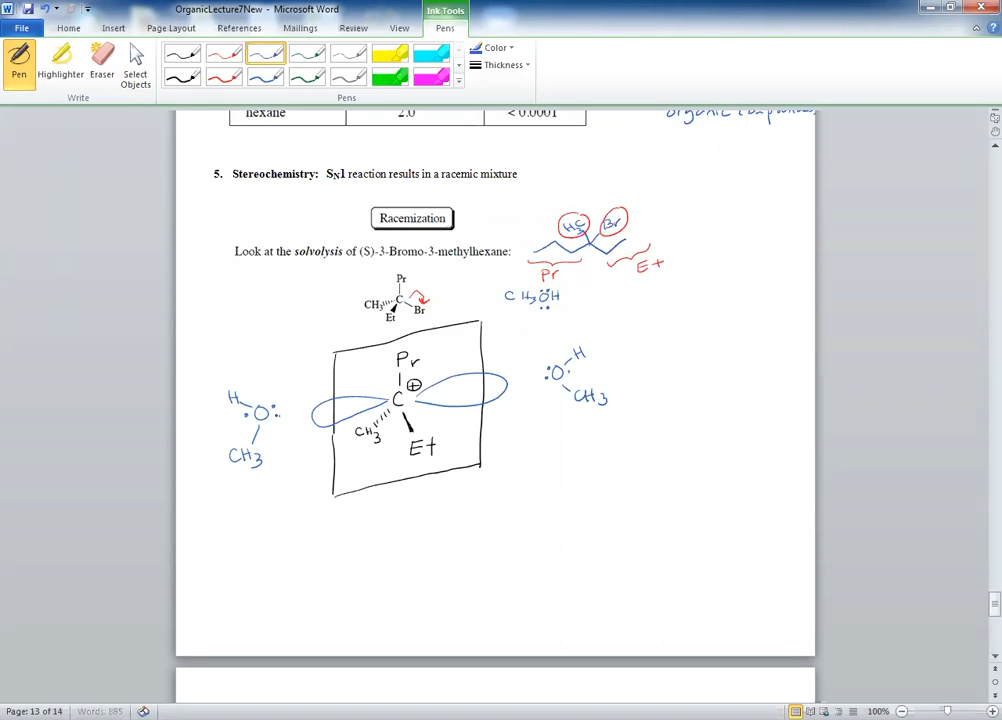 OrganicLecture7New - Microsoft Word
Ink Tools
File Home Insert Page Layout References Mailings Review View Pens
Pen
Highlighter
Eraser
Select Objects
Color
Thickness
Write
Pens
hexane 2.0 < 0.0001
5. Stereochemistry: SN1 reaction results in a racemic mixture
Racemization
H3C Br
Look at the solvolysis of (S)-3-Bromo-3-methylhexane:
Pr Et
Pr
CH3 C Br
Et
CH3OH
Pr
C +
CH3
Et
H O
CH3
O H
CH3
Page: 13 of 14 Words: 895
100%